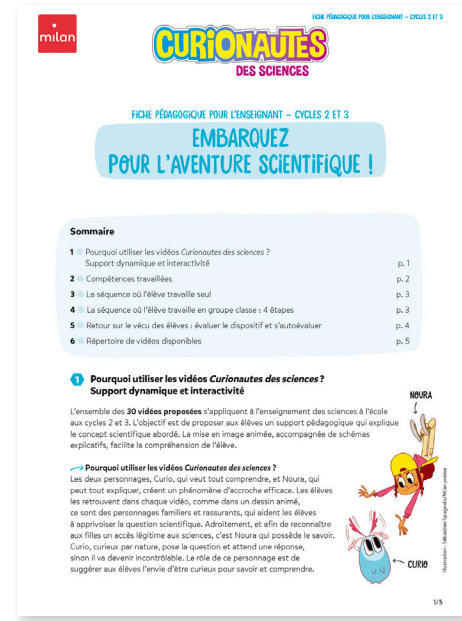 FICHE PÉDAGOGIQUE POUR L'ENSEIGNANT – CYCLES 2 ET 3
milan
CURIONAUTES
DES SCIENCES
FICHE PÉDAGOGIQUE POUR L'ENSEIGNANT – CYCLES 2 ET 3
EMBARQUEZ
POUR L'AVENTURE SCIENTIFIQUE !
Sommaire
1 Pourquoi utiliser les vidéos Curionautes des sciences ?
Support dynamique et interactivité p. 1
2 Compétences travaillées p. 2
3 La séquence où l'élève travaille seul p. 3
4 La séquence où l'élève travaille en groupe classe : 4 étapes p. 3
5 Retour sur le vécu des élèves : évaluer le dispositif et s'autoévaluer p. 4
6 Répertoire de vidéos disponibles p. 5
1 Pourquoi utiliser les vidéos Curionautes des sciences ?
Support dynamique et interactivité
L'ensemble des 30 vidéos proposées s'appliquent à l'enseignement des sciences à l'école
aux cycles 2 et 3. L'objectif est de proposer aux élèves un support pédagogique qui explique
le concept scientifique abordé. La mise en image animée, accompagnée de schémas
explicatifs, facilite la compréhension de l'élève.
Pourquoi utiliser les vidéos Curionautes des sciences ?
Les deux personnages, Curio, qui veut tout comprendre, et Noura, qui
peut tout expliquer, créent un phénomène d'accroche efficace. Les élèves
les retrouvent dans chaque vidéo, comme dans un dessin animé,
ce sont des personnages familiers et rassurants, qui aident les élèves
à apprivoiser la question scientifique. Adroitement, et afin de reconnaître
aux filles un accès légitime aux sciences, c'est Noura qui possède le savoir.
Curio, curieux par nature, pose la question et attend une réponse,
sinon il va devenir incontrôlable. Le rôle de ce personnage est de
suggérer aux élèves l'envie d'être curieux pour savoir et comprendre.
NOURA
CURIO
Illustration : Sébastien Spagnolo/Milan presse
1/5